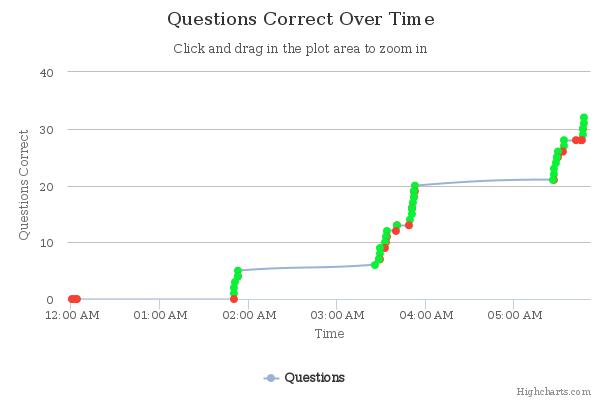 Questions Correct Over Time
Click and drag in the plot area to zoom in
Questions Correct
40
30
20
10
0
12:00 AM 01:00 AM 02:00 AM 03:00 AM 04:00 AM 05:00 AM
Time
Questions
Highcharts.com